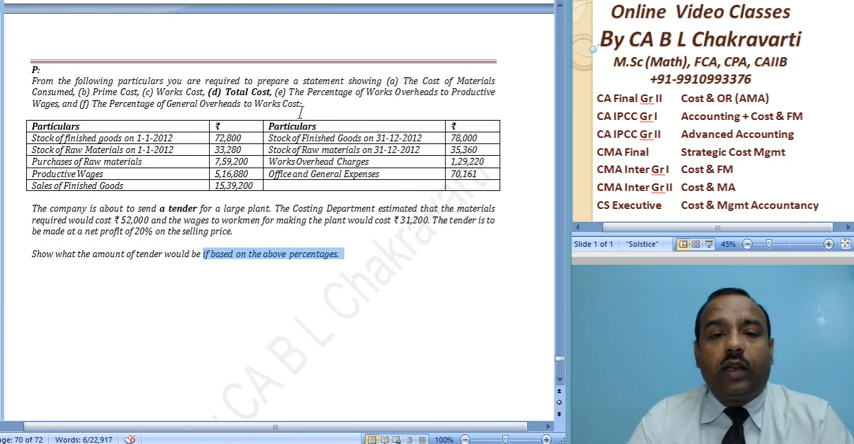 P:
From the following particulars you are required to prepare a statement showing (a) The Cost of Materials
Consumed, (b) Prime Cost, (c) Works Cost, (d) Total Cost, (e) The Percentage of Works Overheads to Productive
Wages, and (f) The Percentage of General Overheads to Works Cost:.
Particulars ₹ Particulars ₹
Stock of finished goods on 1-1-2012 72,800 Stock of Finished Goods on 31-12-2012 78,000
Stock of Raw Materials on 1-1-2012 33,280 Stock of Raw materials on 31-12-2012 35,360
Purchases of Raw materials 7,59,200 Works Overhead Charges 1,29,220
Productive Wages 5,16,880 Office and General Expenses 70,161
Sales of Finished Goods 15,39,200
The company is about to send a tender for a large plant. The Costing Department estimated that the materials
required would cost ₹ 52,000 and the wages to workmen for making the plant would cost ₹ 31,200. The tender is to
be made at a net profit of 20% on the selling price.
Show what the amount of tender would be if based on the above percentages.
y CA B L Chakravarti
age: 70 of 72 Words: 6/22,917 100%
Online Video Classes
By CA B L Chakravarti
M.Sc (Math), FCA, CPA, CAIIB
+91-9910993376
CA Final Gr II Cost & OR (AMA)
CA IPCC Gr I Accounting + Cost & FM
CA IPCC Gr II Advanced Accounting
CMA Final Strategic Cost Mgmt
CMA Inter Gr I Cost & FM
CMA Inter Gr II Cost & MA
CS Executive Cost & Mgmt Accountancy
Slide 1 of 1 "Solstice" 45%